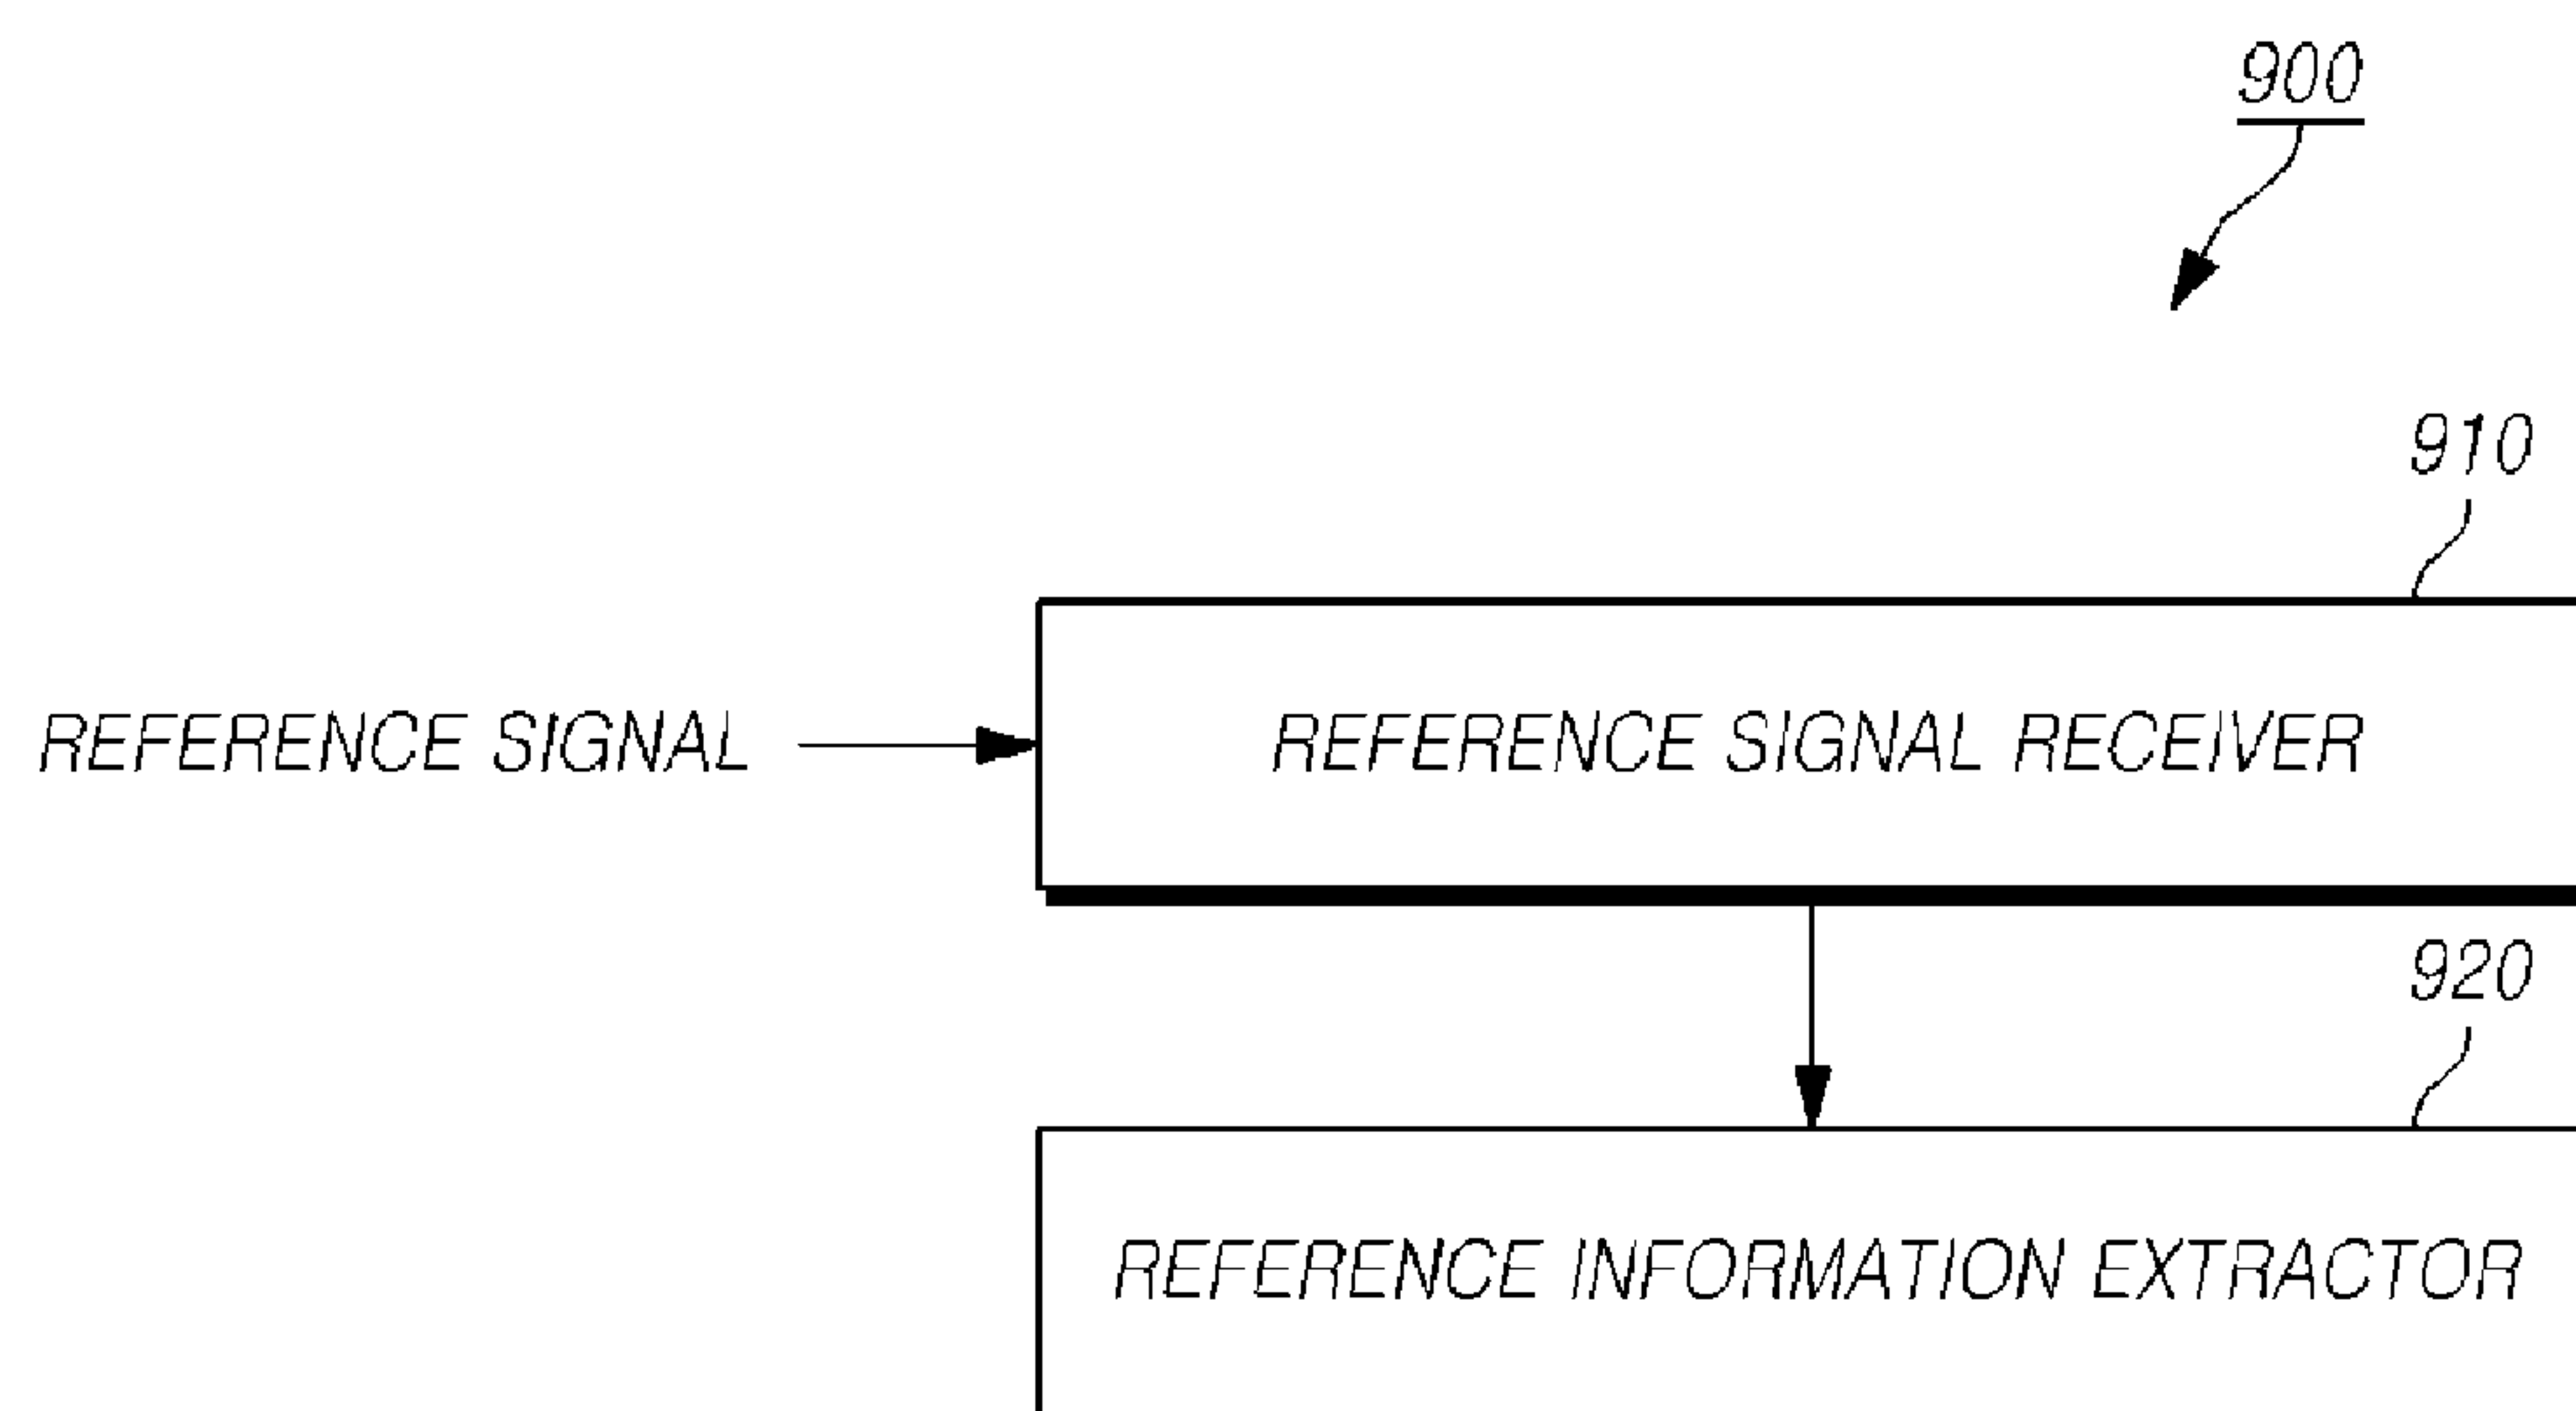 900
910
REFERENCE SIGNAL
REFERENCE SIGNAL RECEIVER
920
REFERENCE INFORMATION EXTRACTOR